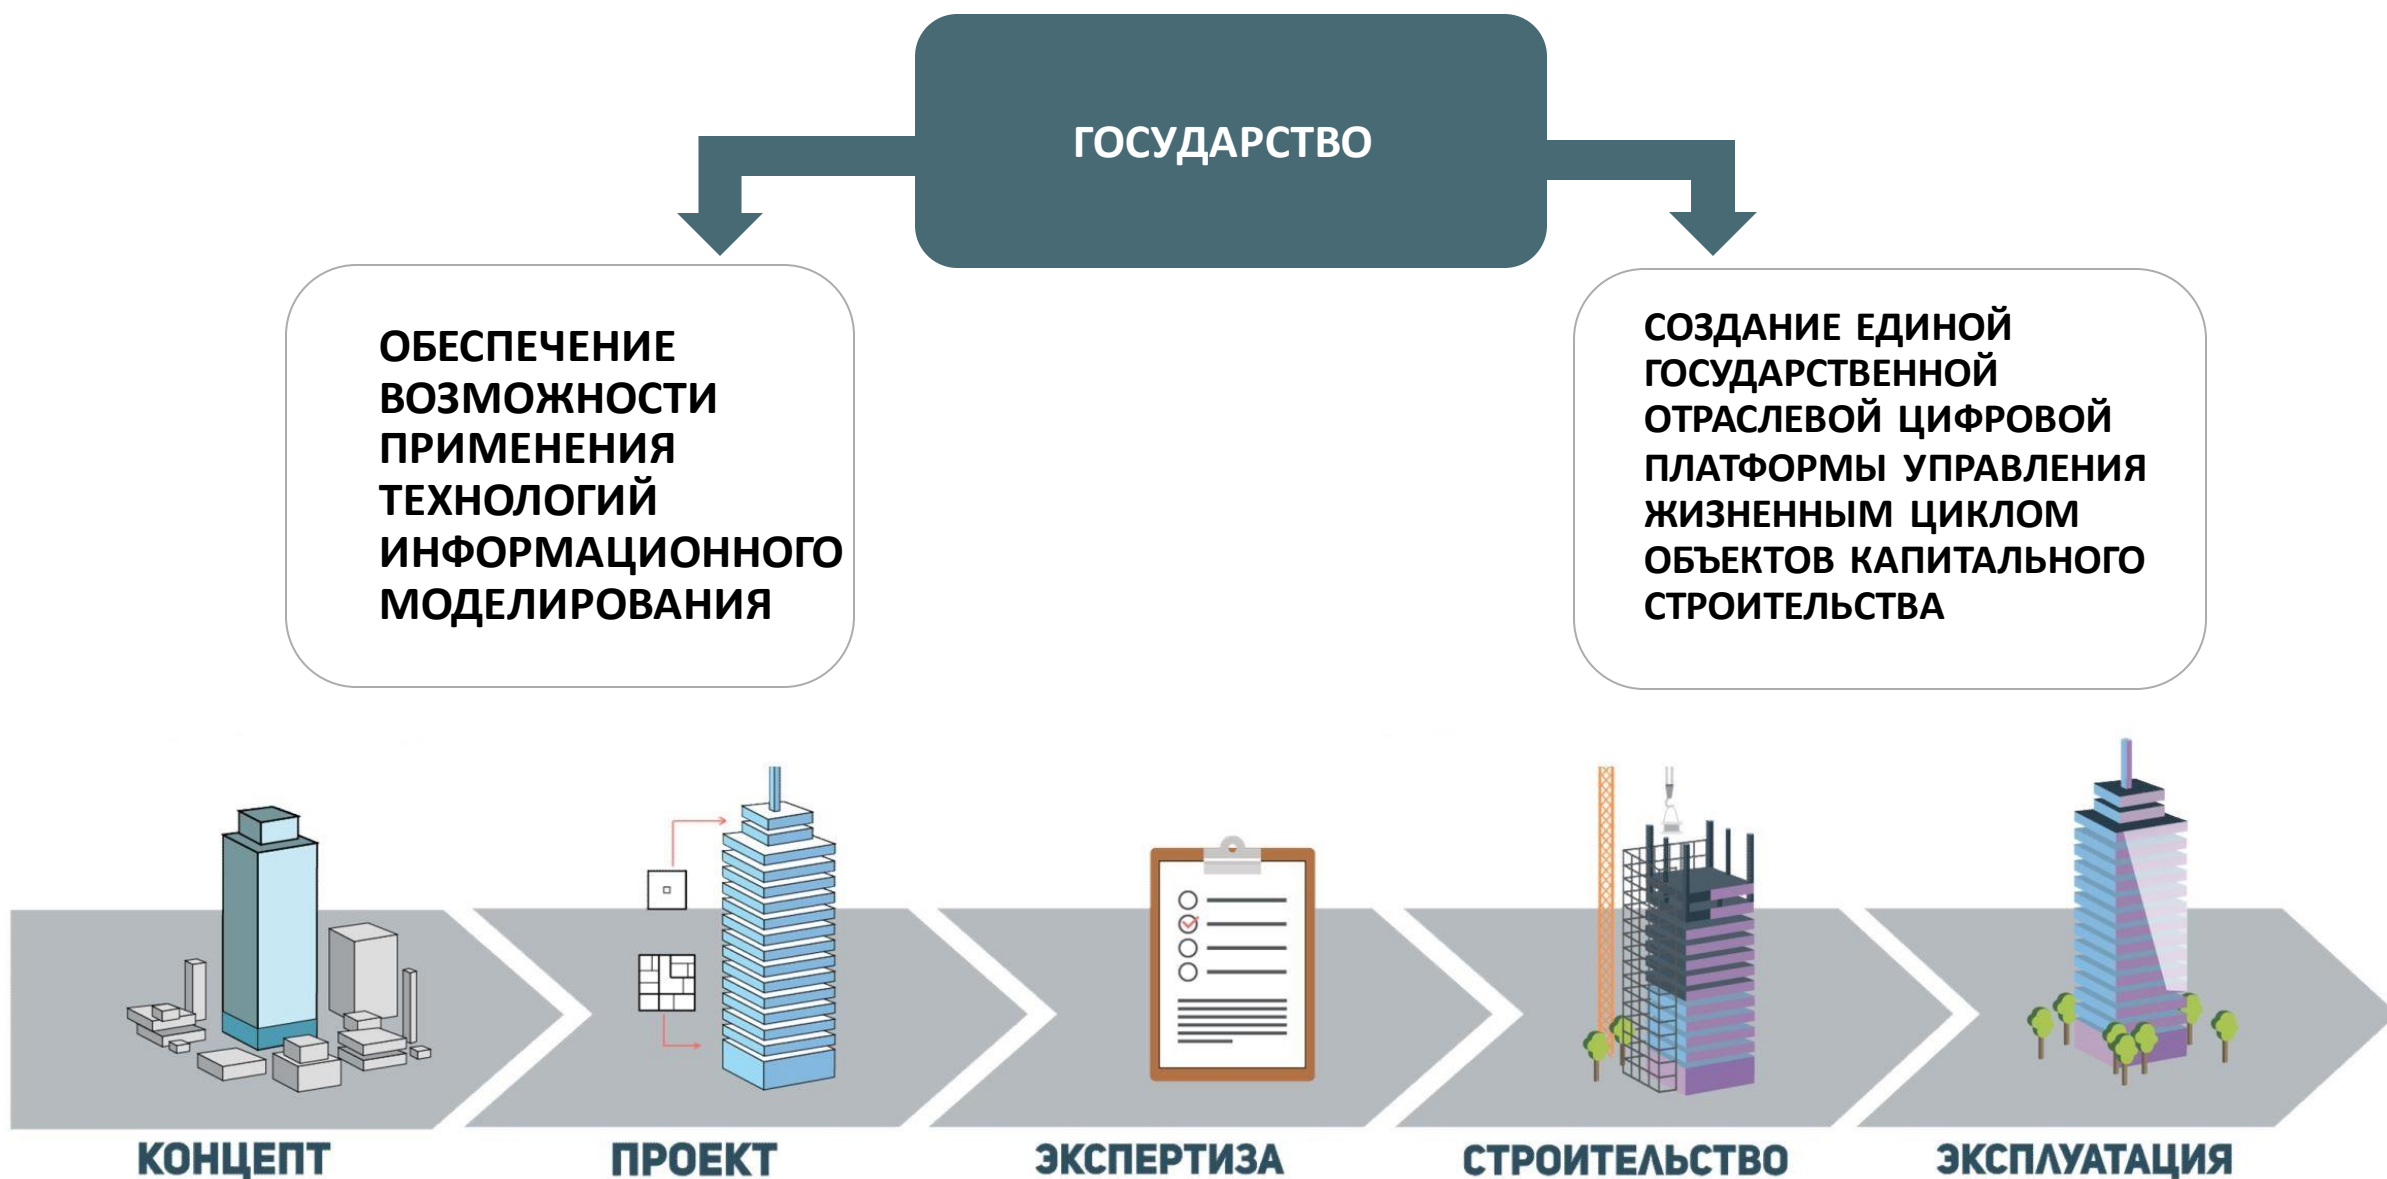 ГОСУДАРСТВО
ОБЕСПЕЧЕНИЕ
ВОЗМОЖНОСТИ
ПРИМЕНЕНИЯ
ТЕХНОЛОГИЙ
ИНФОРМАЦИОННОГО
МОДЕЛИРОВАНИЯ
СОЗДАНИЕ ЕДИНОЙ
ГОСУДАРСТВЕННОЙ
ОТРАСЛЕВОЙ ЦИФРОВОЙ
ПЛАТФОРМЫ УПРАВЛЕНИЯ
ЖИЗНЕННЫМ ЦИКЛОМ
ОБЪЕКТОВ КАПИТАЛЬНОГО
СТРОИТЕЛЬСТВА
КОНЦЕПТ
ПРОЕКТ
ЭКСПЕРТИЗА
СТРОИТЕЛЬСТВО
ЭКСПЛУАТАЦИЯ